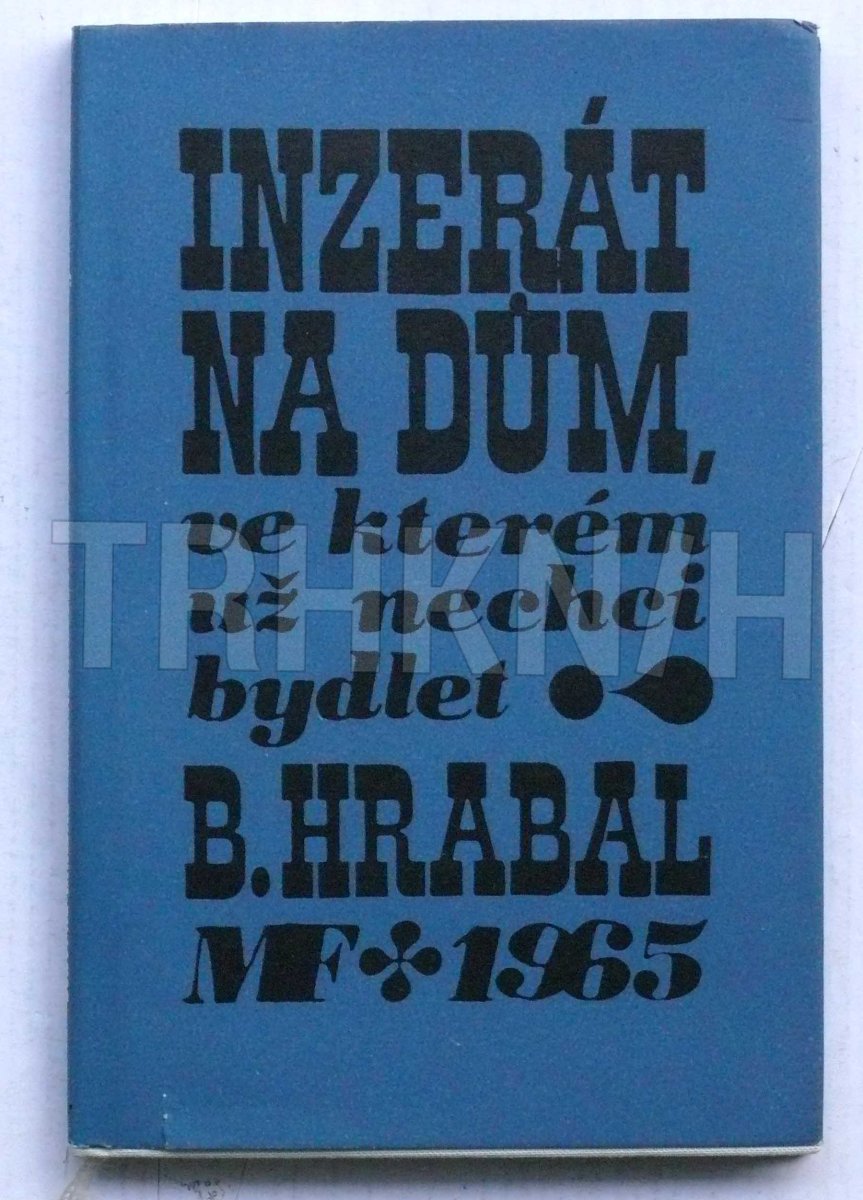 INZERÁT
NA DŮM,
ve kterém
už nechci
bydlet
B. HRABAL
MF 1965
TRHKNIH